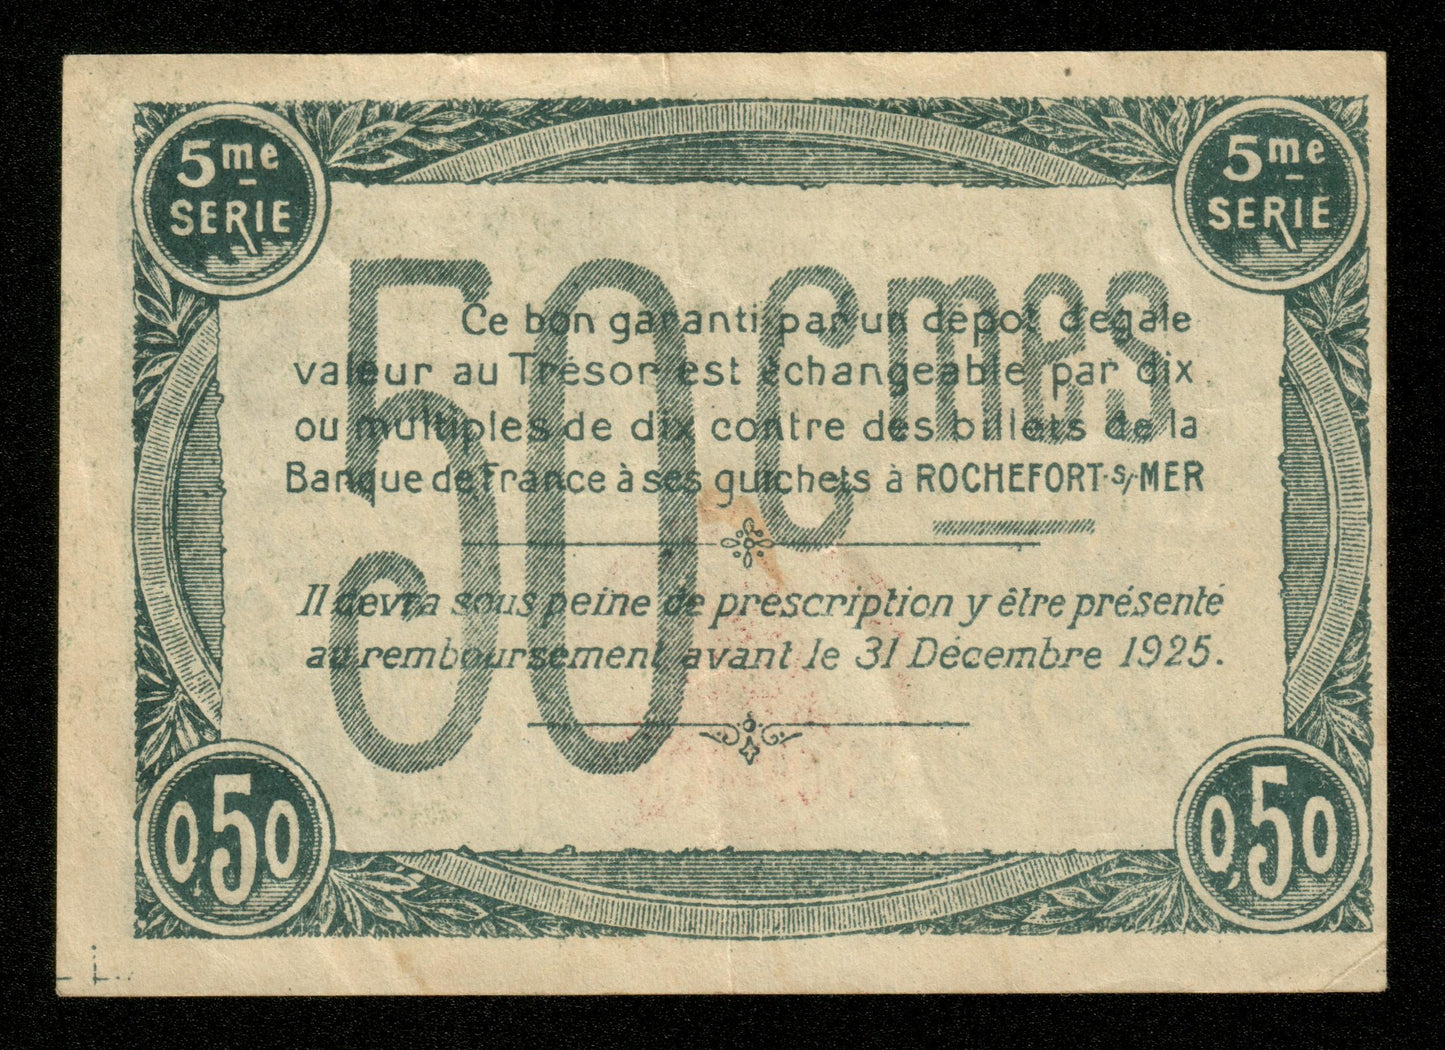 5me SERIE
5me SERIE
50 Cmes
Ce bon garanti par un dépot d'égale
valeur au Trésor est échangeable par dix
ou multiples de dix contre des billets de la
Banque de France à ses guichets à ROCHEFORT-s/-MER
Il devra sous peine de prescription y être présenté
au remboursement avant le 31 Décembre 1925.
0,50
0,50